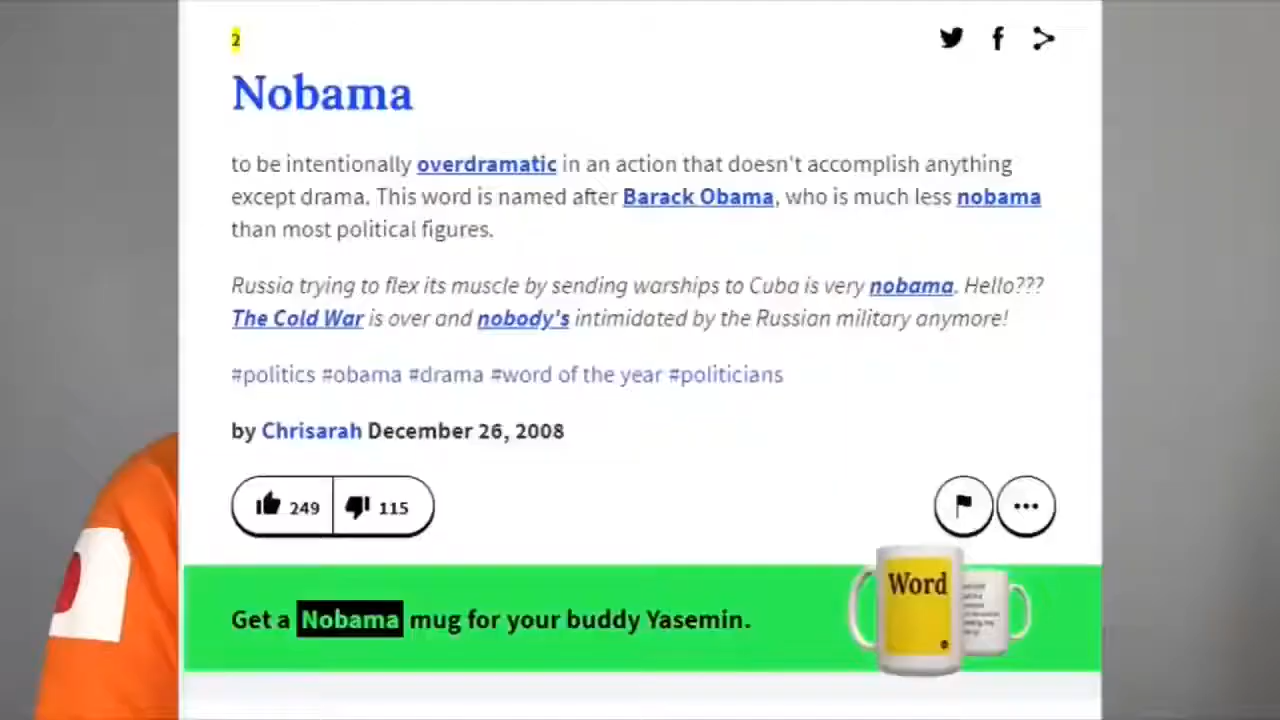 2
Nobama
to be intentionally overdramatic in an action that doesn't accomplish anything
except drama. This word is named after Barack Obama, who is much less nobama
than most political figures.
Russia trying to flex its muscle by sending warships to Cuba is very nobama. Hello???
The Cold War is over and nobody's intimidated by the Russian military anymore!
#politics #obama #drama #word of the year #politicians
by Chrisarah December 26, 2008
249 115
Get a Nobama mug for your buddy Yasemin.
Word